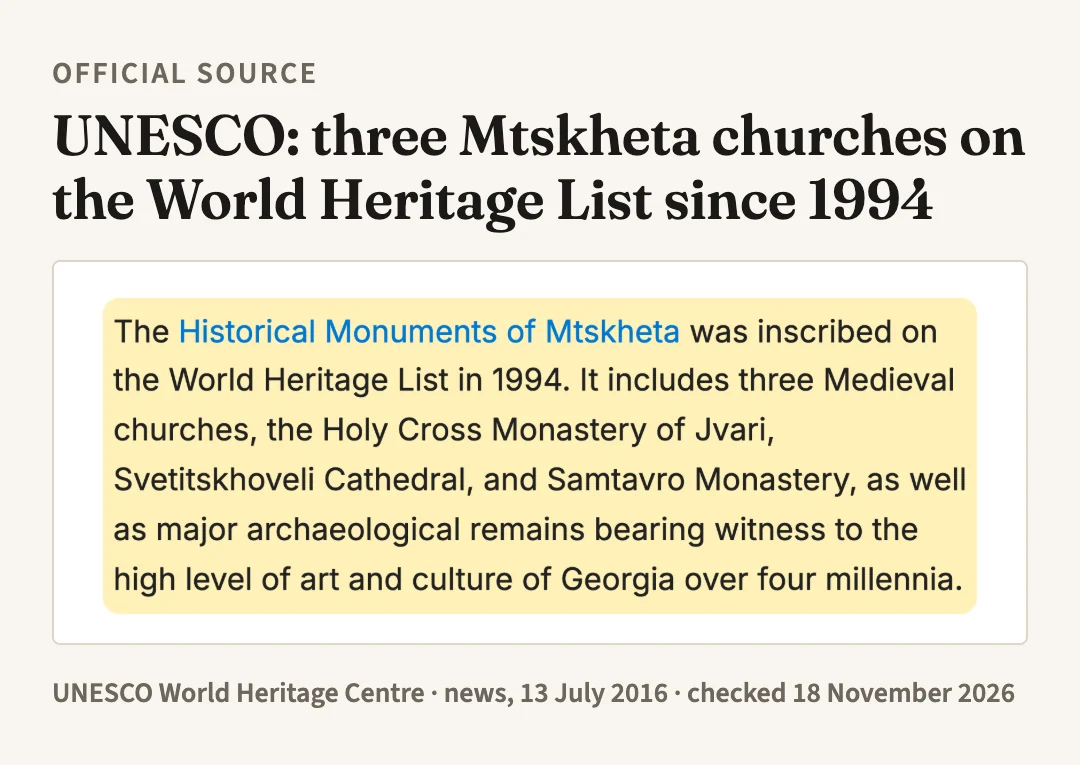 OFFICIAL SOURCE
UNESCO: three Mtskheta churches on
the World Heritage List since 1994
The Historical Monuments of Mtskheta was inscribed on
the World Heritage List in 1994. It includes three Medieval
churches, the Holy Cross Monastery of Jvari,
Svetitskhoveli Cathedral, and Samtavro Monastery, as well
as major archaeological remains bearing witness to the
high level of art and culture of Georgia over four millennia.
UNESCO World Heritage Centre · news, 13 July 2016 · checked 18 November 2026